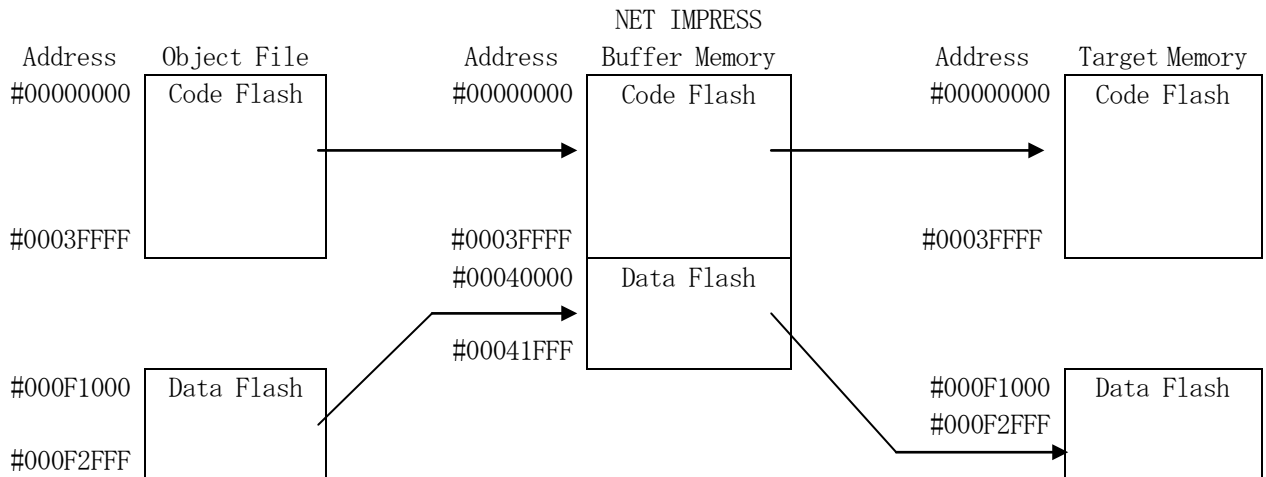 NET IMPRESS
Address Object File Address Buffer Memory Address Target Memory
#00000000 Code Flash #00000000 Code Flash #00000000 Code Flash
#0003FFFF #0003FFFF #0003FFFF
#00040000 Data Flash
#00041FFF
#000F1000 Data Flash #000F1000 Data Flash
#000F2FFF
#000F2FFF